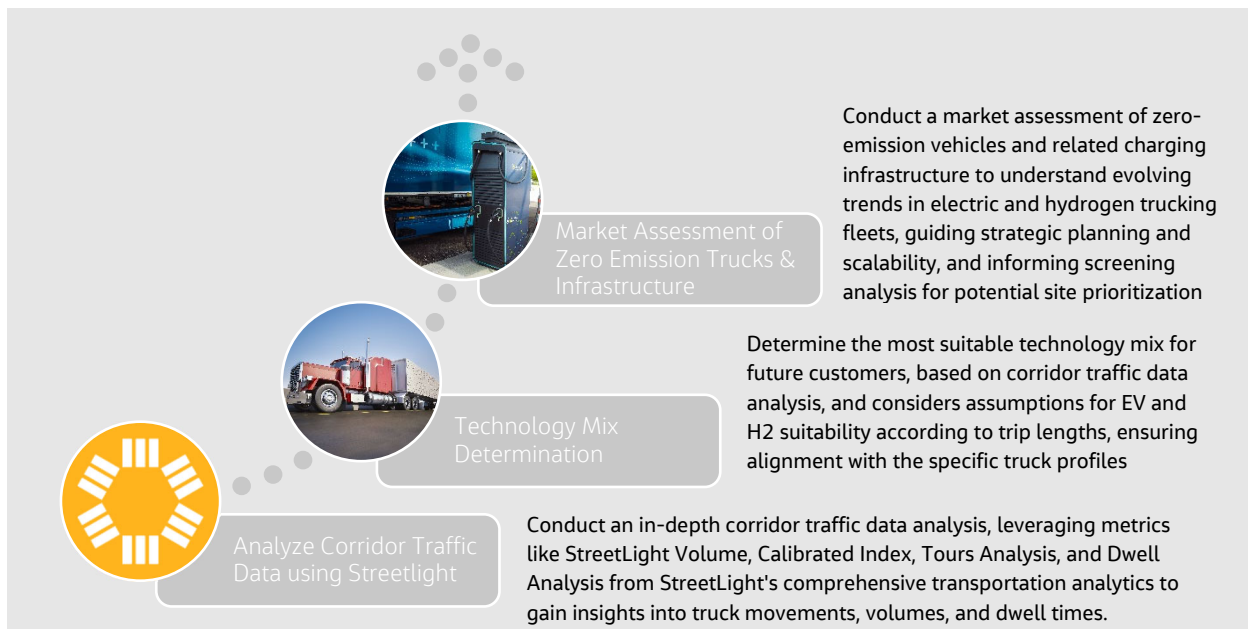 Conduct a market assessment of zero-
emission vehicles and related charging
infrastructure to understand evolving
trends in electric and hydrogen trucking
fleets, guiding strategic planning and
scalability, and informing screening
analysis for potential site prioritization
Market Assessment of
Zero Emission Trucks &
Infrastructure
Determine the most suitable technology mix for
future customers, based on corridor traffic data
analysis, and considers assumptions for EV and
H2 suitability according to trip lengths, ensuring
alignment with the specific truck profiles
Technology Mix
Determination
Conduct an in-depth corridor traffic data analysis, leveraging metrics
like StreetLight Volume, Calibrated Index, Tours Analysis, and Dwell
Analysis from StreetLight's comprehensive transportation analytics to
gain insights into truck movements, volumes, and dwell times.
Analyze Corridor Traffic
Data using Streetlight